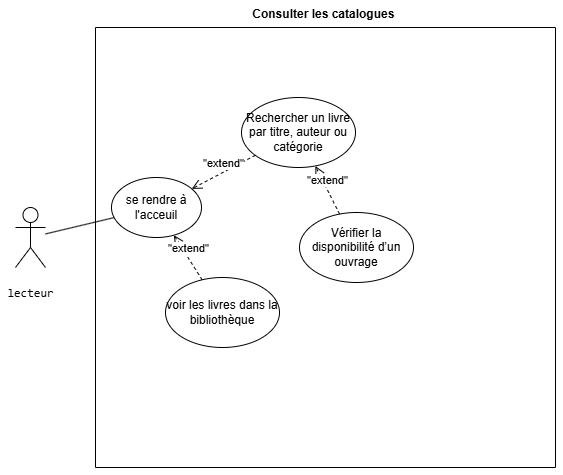 Consulter les catalogues
Rechercher un livre
par titre, auteur ou
catégorie
"extend"
"extend"
se rendre à
l'acceuil
Vérifier la
disponibilité d'un
ouvrage
"extend"
lecteur
voir les livres dans la
bibliothèque